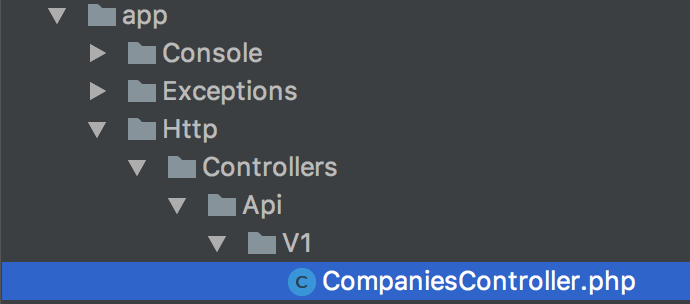 app
Console
Exceptions
Http
Controllers
Api
V1
C CompaniesController.php